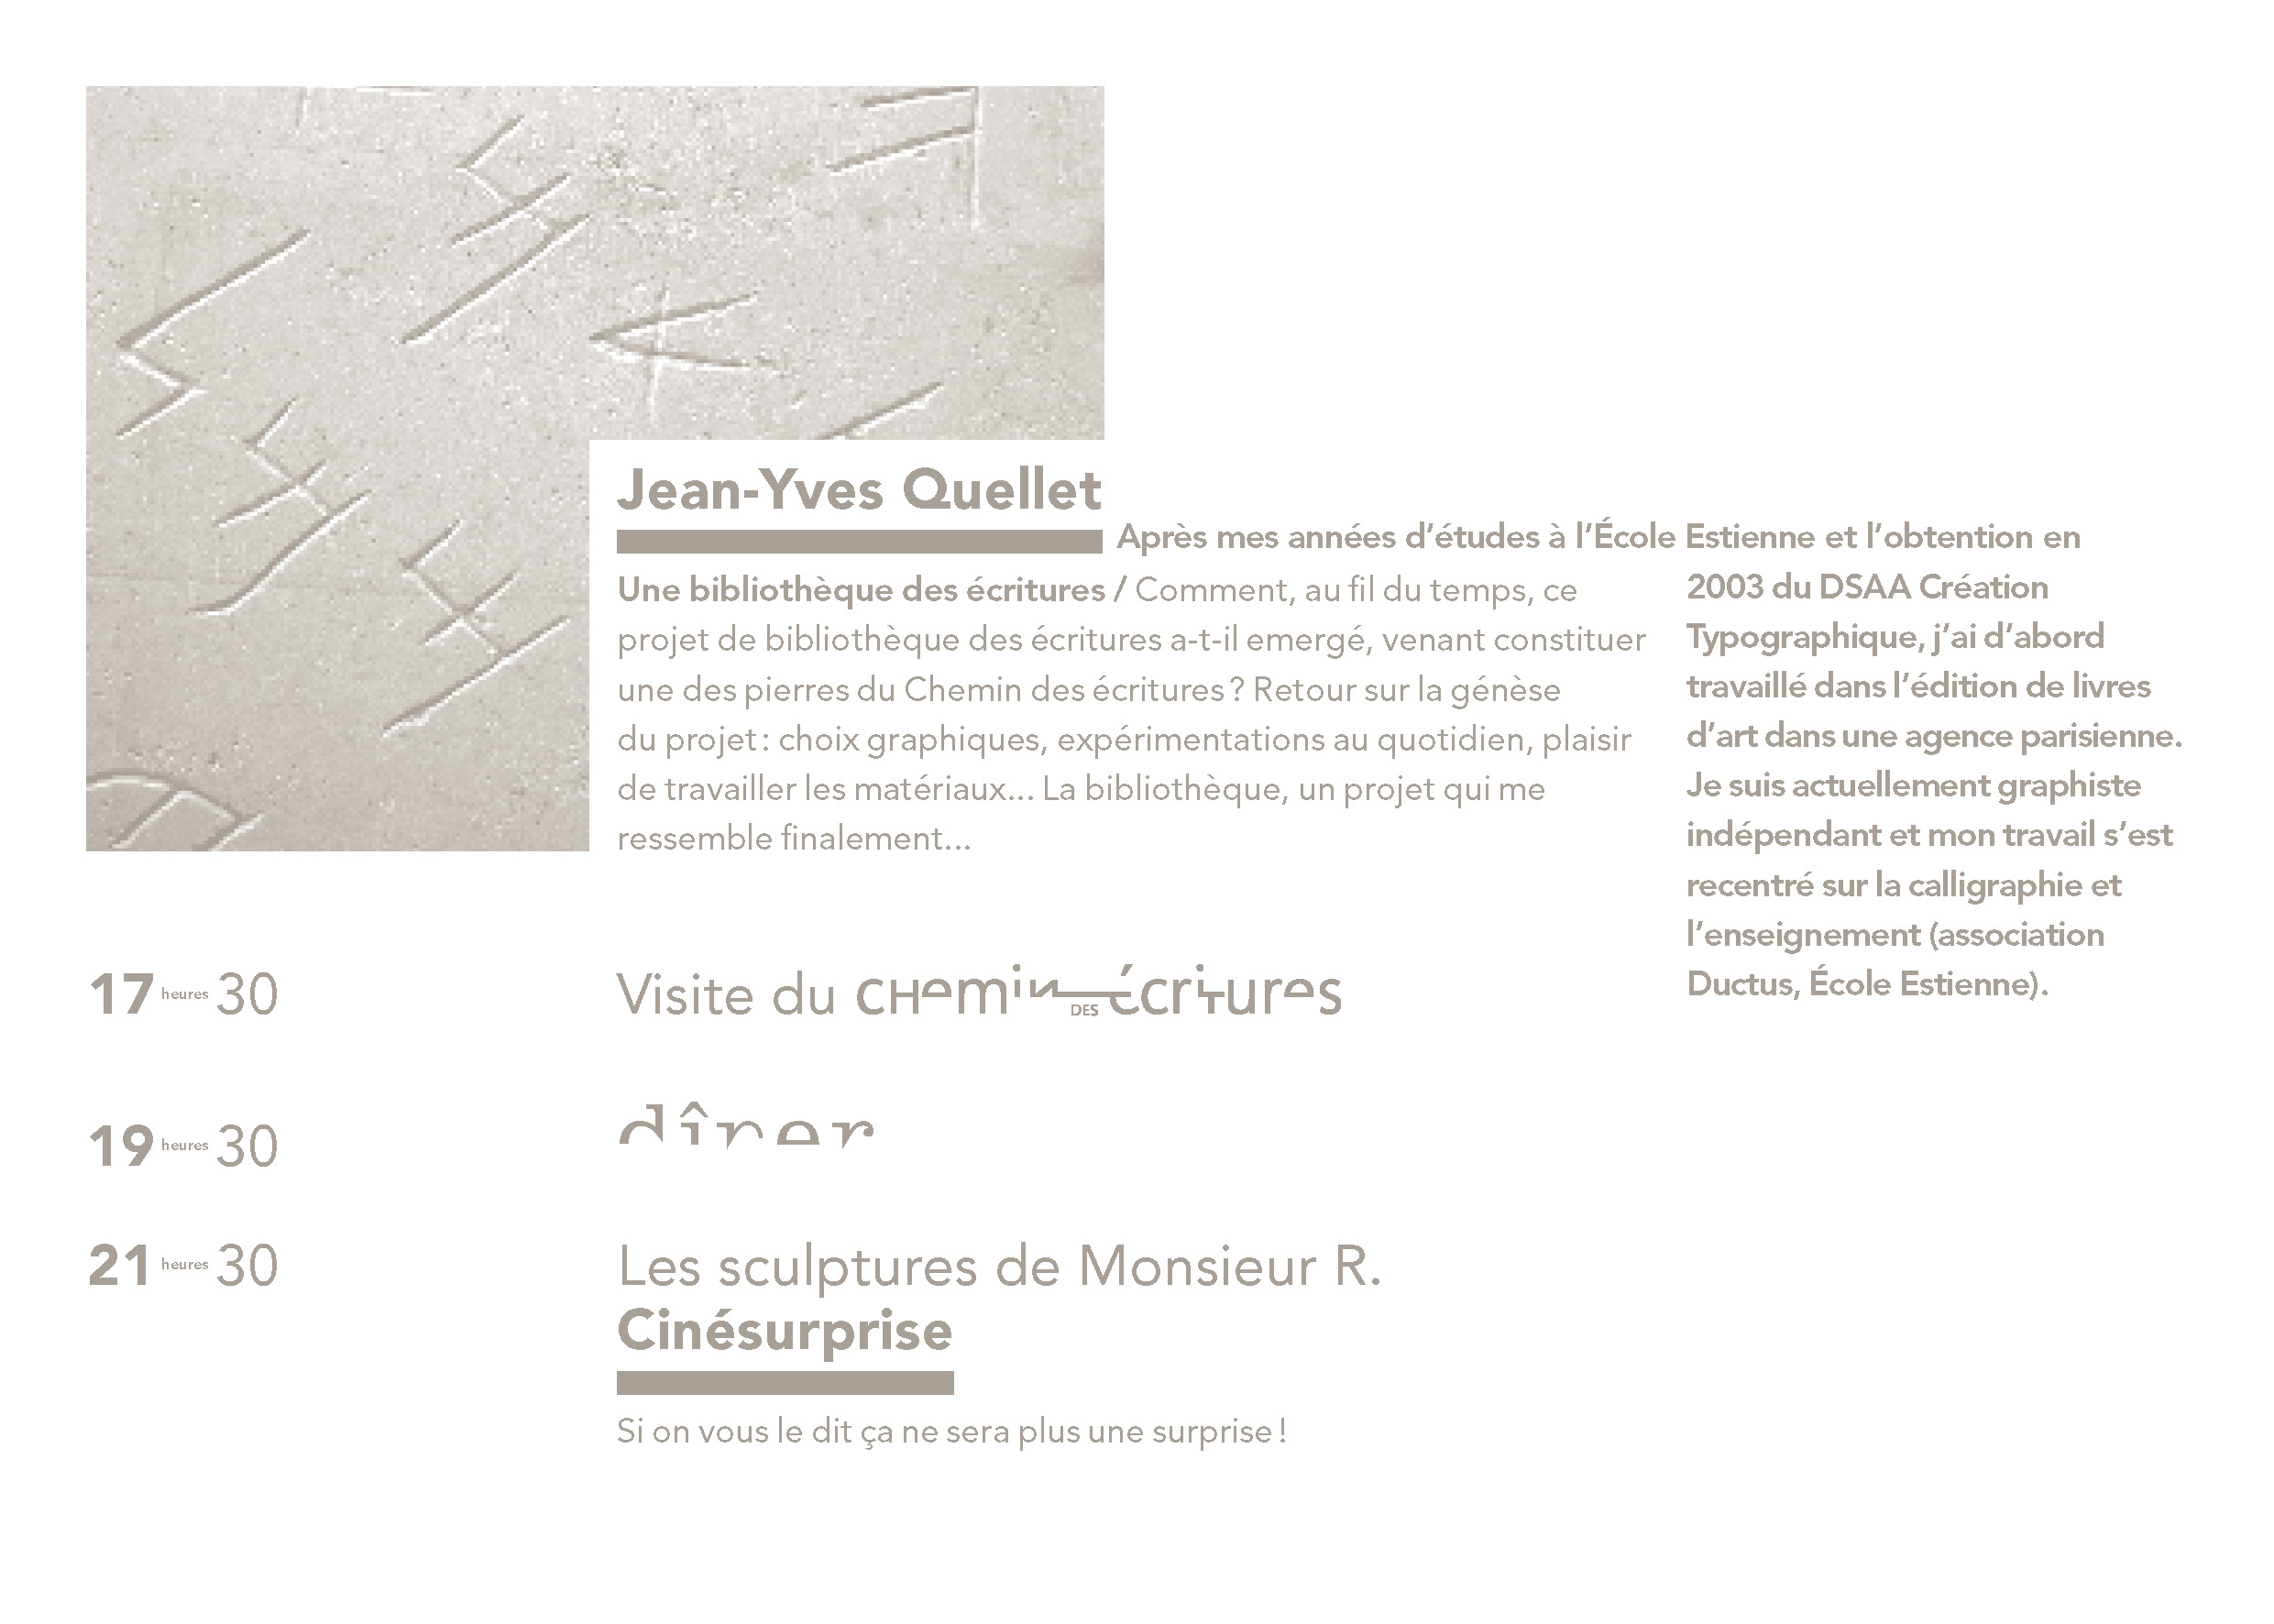 Jean-Yves Quellet
Une bibliothèque des écritures / Comment, au fil du temps, ce
projet de bibliothèque des écritures a-t-il emergé, venant constituer
une des pierres du Chemin des écritures ? Retour sur la génèse
du projet : choix graphiques, expérimentations au quotidien, plaisir
de travailler les matériaux... La bibliothèque, un projet qui me
ressemble finalement...
Après mes années d’études à l’École Estienne et l’obtention en
2003 du DSAA Création
Typographique, j’ai d’abord
travaillé dans l’édition de livres
d’art dans une agence parisienne.
Je suis actuellement graphiste
indépendant et mon travail s’est
recentré sur la calligraphie et
l’enseignement (association
Ductus, École Estienne).
17 heures 30 Visite du chemin DES écritures
19 heures 30 dîner
21 heures 30 Les sculptures de Monsieur R.
Cinésurprise
Si on vous le dit ça ne sera plus une surprise !